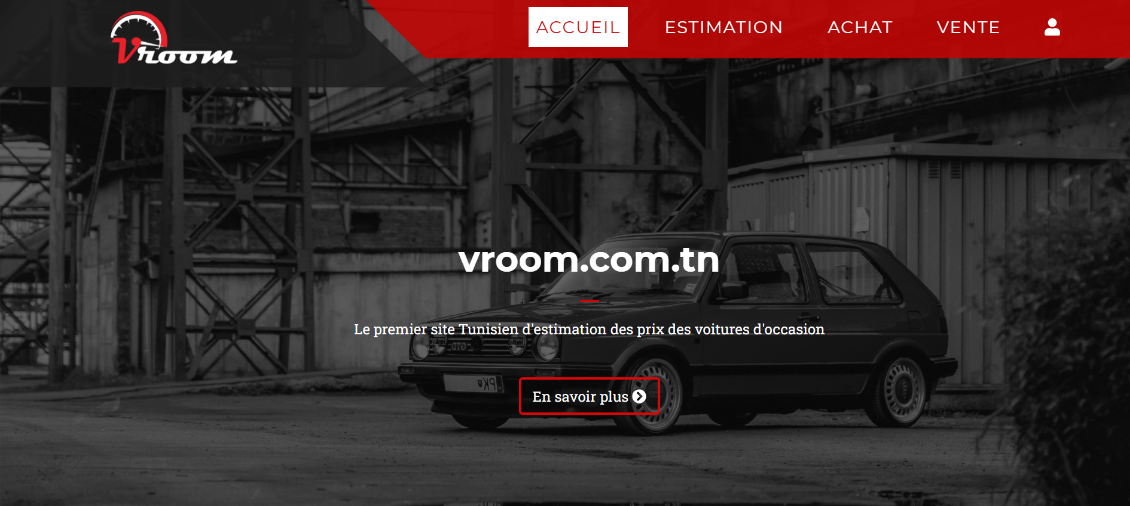 Vroom
ACCUEIL ESTIMATION ACHAT VENTE
vroom.com.tn
Le premier site Tunisien d'estimation des prix des voitures d'occasion
En savoir plus